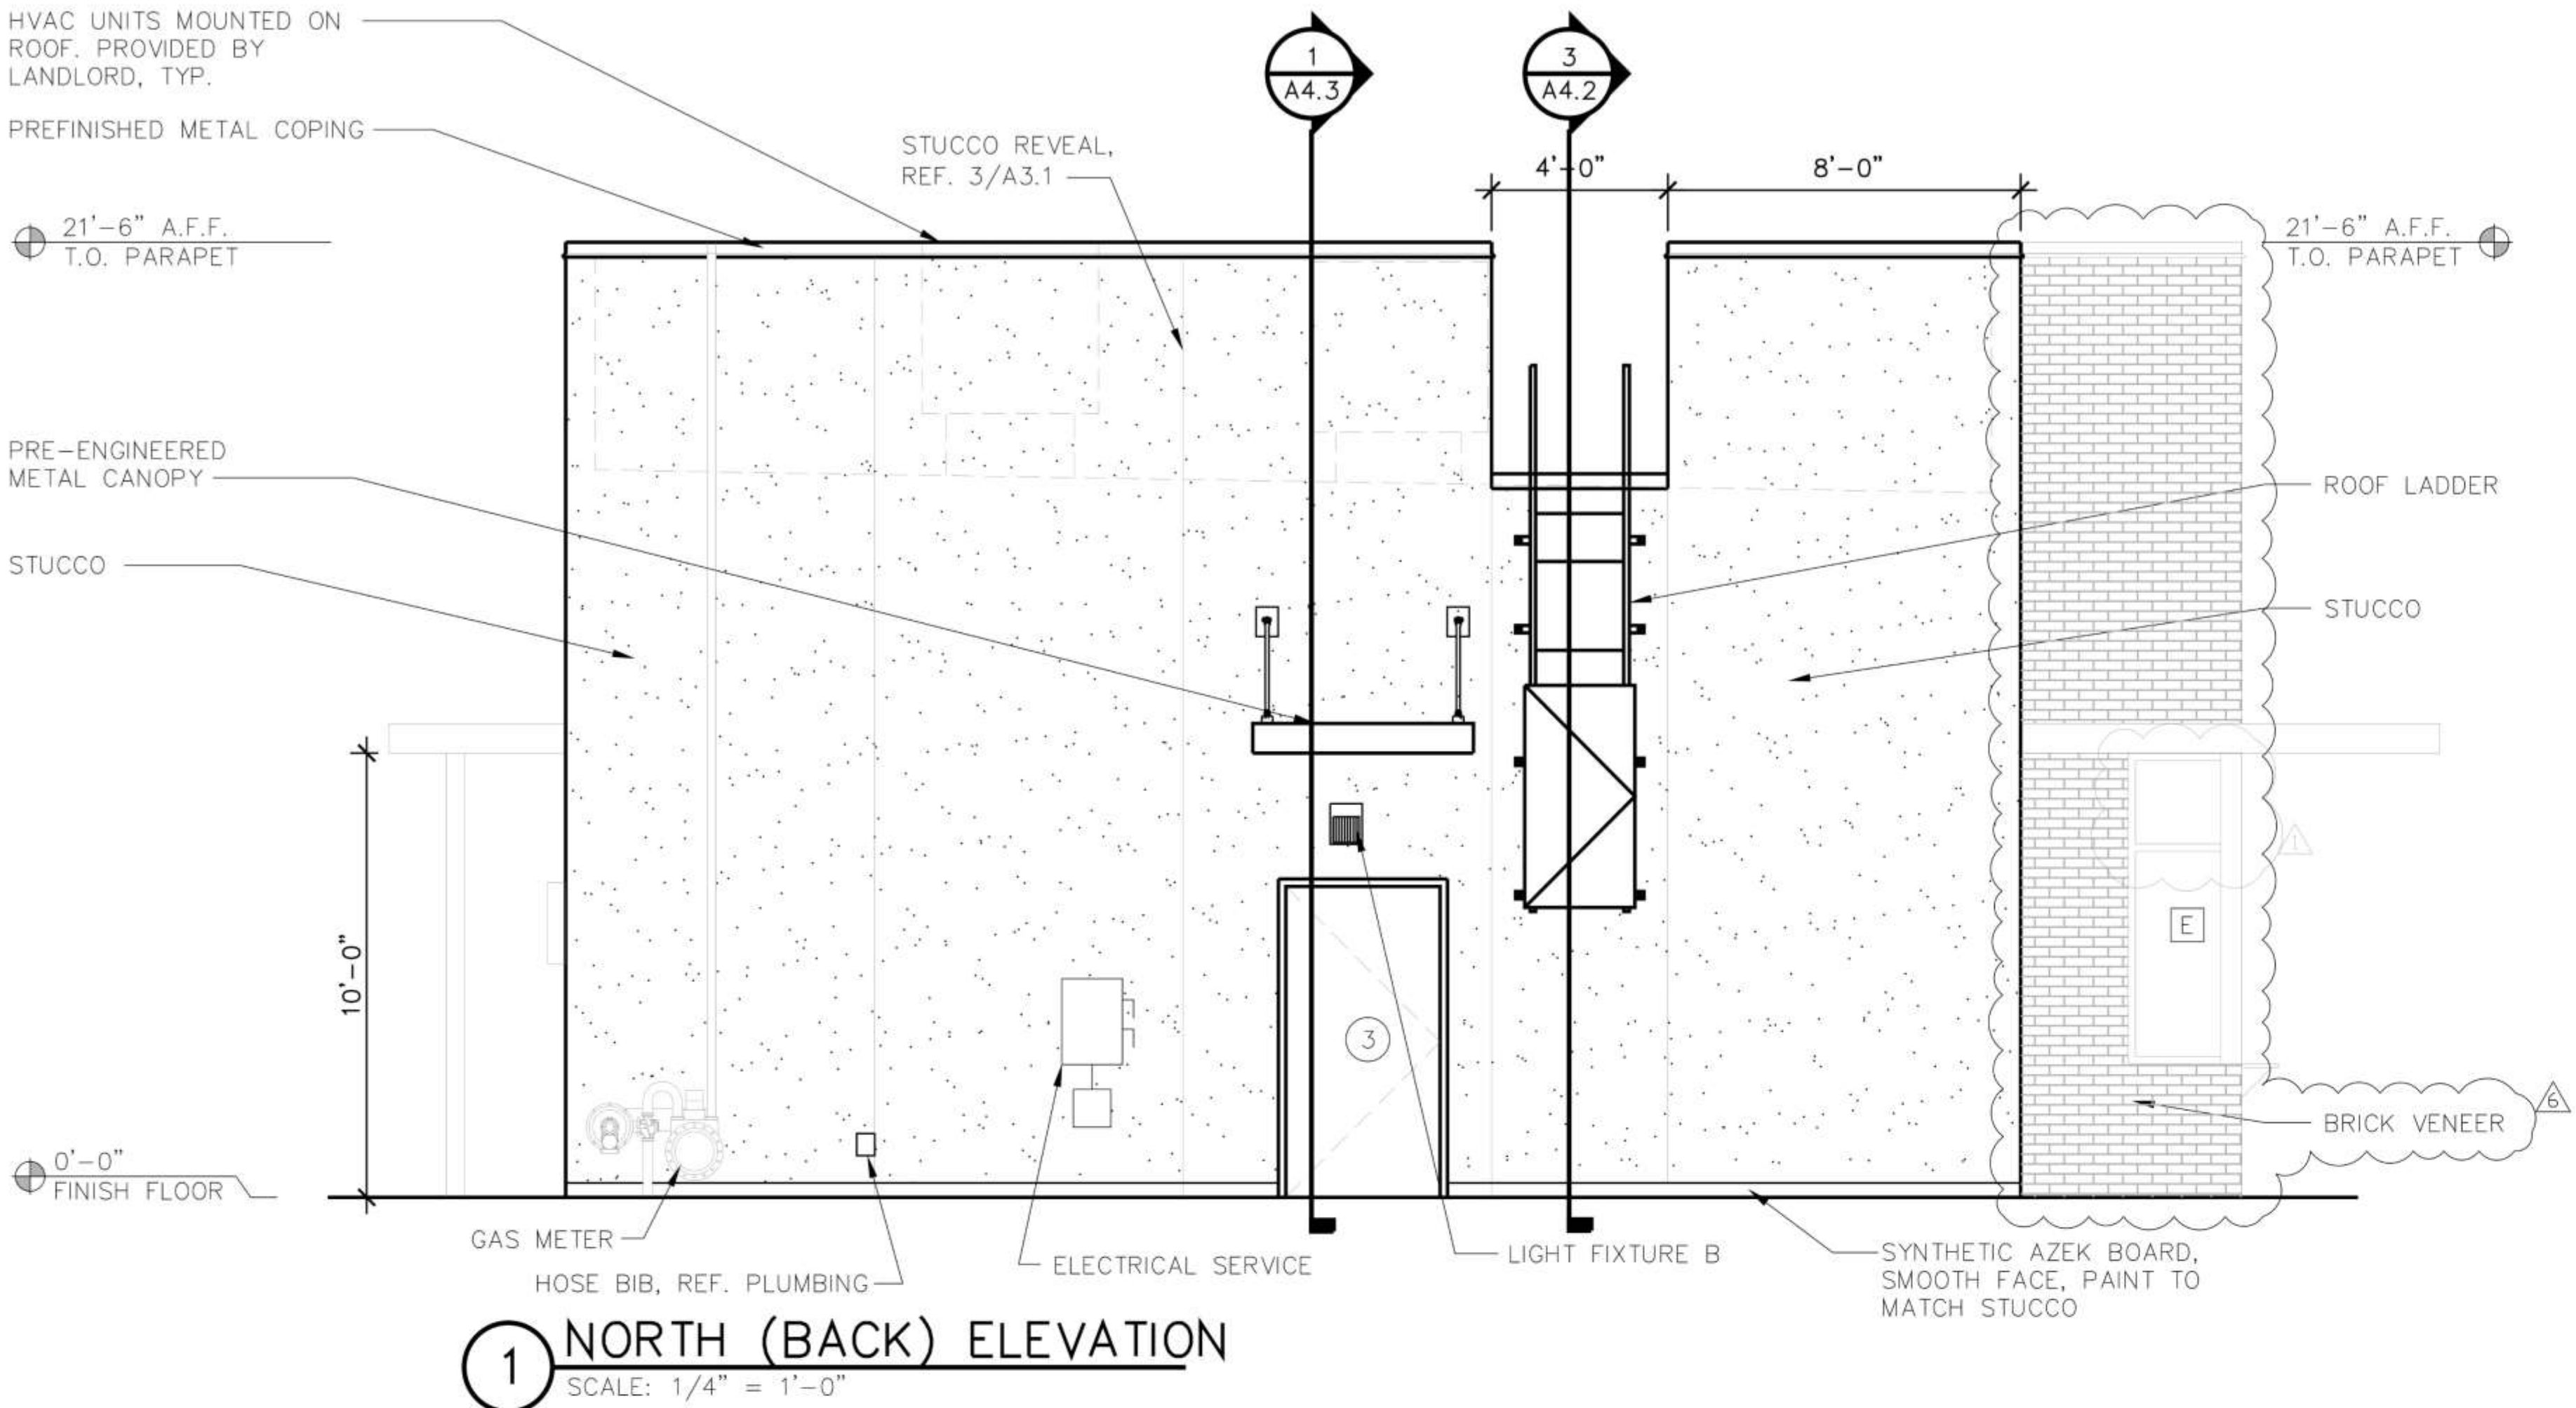 HVAC UNITS MOUNTED ON
ROOF. PROVIDED BY
LANDLORD, TYP.
PREFINISHED METAL COPING
STUCCO REVEAL,
REF. 3/A3.1
1
A4.3
3
A4.2
4'-0"
8'-0"
21'-6" A.F.F.
T.O. PARAPET
21'-6" A.F.F.
T.O. PARAPET
PRE-ENGINEERED
METAL CANOPY
ROOF LADDER
STUCCO
STUCCO
1
E
10'-0"
3
6
BRICK VENEER
0'-0"
FINISH FLOOR
GAS METER
HOSE BIB, REF. PLUMBING
ELECTRICAL SERVICE
LIGHT FIXTURE B
SYNTHETIC AZEK BOARD,
SMOOTH FACE, PAINT TO
MATCH STUCCO
1
NORTH (BACK) ELEVATION
SCALE: 1/4" = 1'-0"